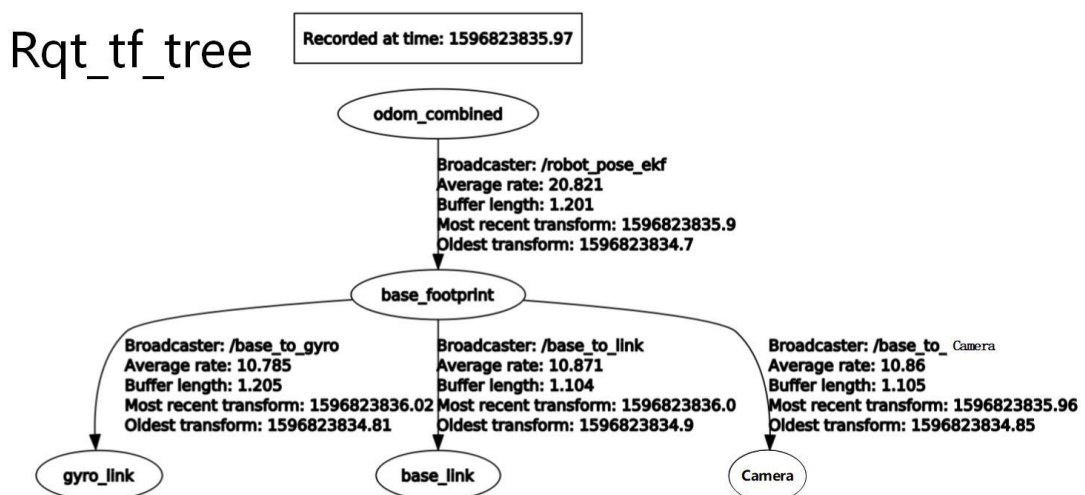 Rqt_tf_tree
Recorded at time: 1596823835.97
odom_combined
Broadcaster: /robot_pose_ekf
Average rate: 20.821
Buffer length: 1.201
Most recent transform: 1596823835.9
Oldest transform: 1596823834.7
base_footprint
Broadcaster: /base_to_gyro
Average rate: 10.785
Buffer length: 1.205
Most recent transform: 1596823836.02
Oldest transform: 1596823834.81
Broadcaster: /base_to_link
Average rate: 10.871
Buffer length: 1.104
Most recent transform: 1596823836.0
Oldest transform: 1596823834.9
Broadcaster: /base_to_ Camera
Average rate: 10.86
Buffer length: 1.105
Most recent transform: 1596823835.96
Oldest transform: 1596823834.85
gyro_link
base_link
Camera